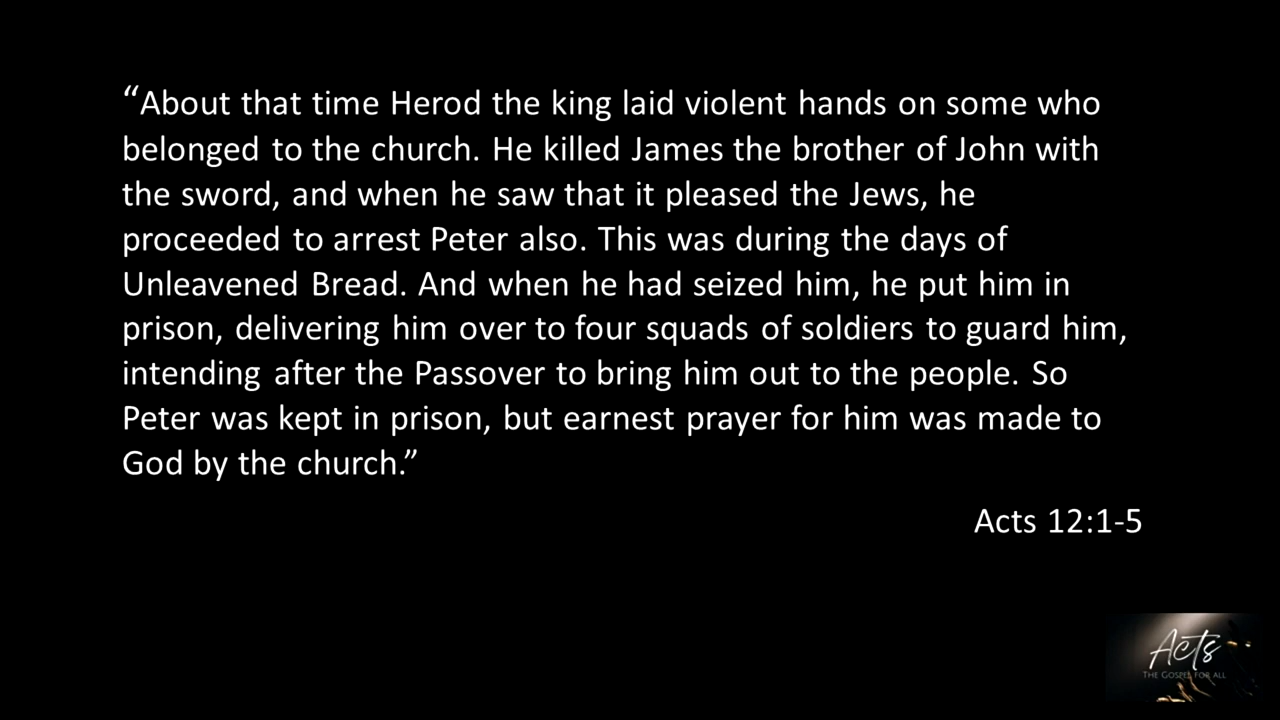 “About that time Herod the king laid violent hands on some who
belonged to the church. He killed James the brother of John with
the sword, and when he saw that it pleased the Jews, he
proceeded to arrest Peter also. This was during the days of
Unleavened Bread. And when he had seized him, he put him in
prison, delivering him over to four squads of soldiers to guard him,
intending after the Passover to bring him out to the people. So
Peter was kept in prison, but earnest prayer for him was made to
God by the church.”
Acts 12:1-5
Acts
THE GOSPEL FOR ALL